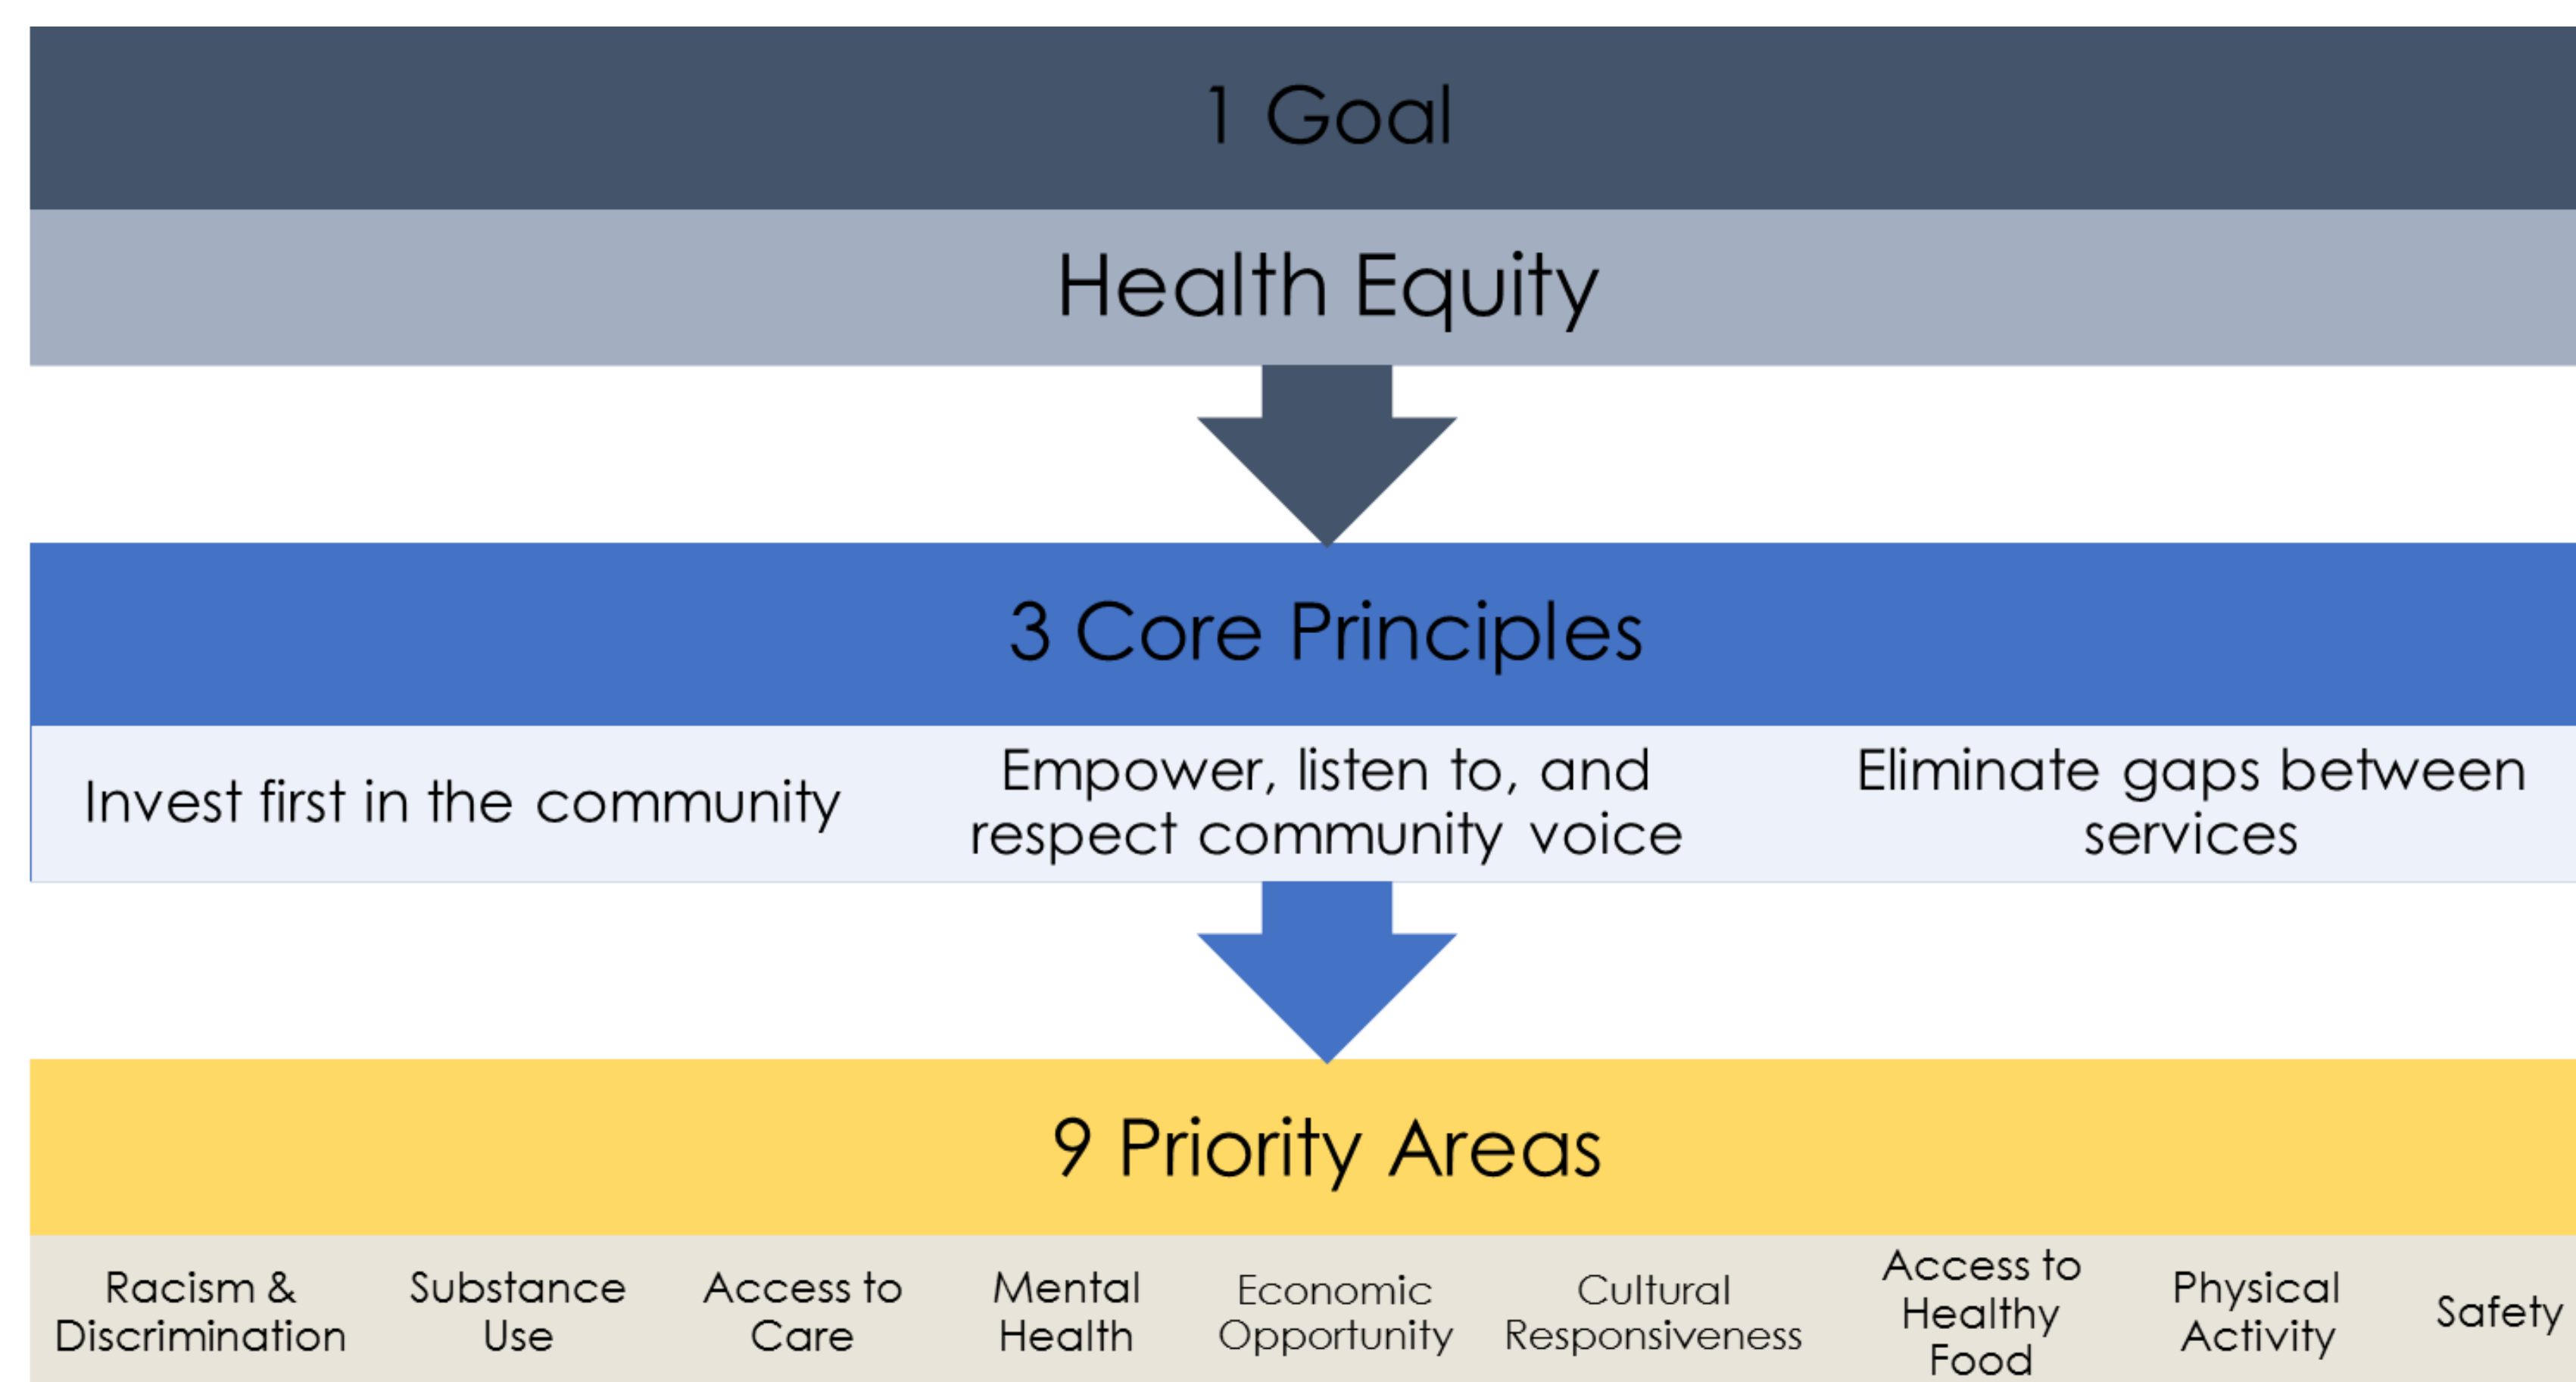 1 Goal
Health Equity
3 Core Principles
Invest first in the community
Empower, listen to, and
respect community voice
Eliminate gaps between
services
9 Priority Areas
Racism &
Discrimination
Substance
Use
Access to
Care
Mental
Health
Economic
Opportunity
Cultural
Responsiveness
Access to
Healthy
Food
Physical
Activity
Safety